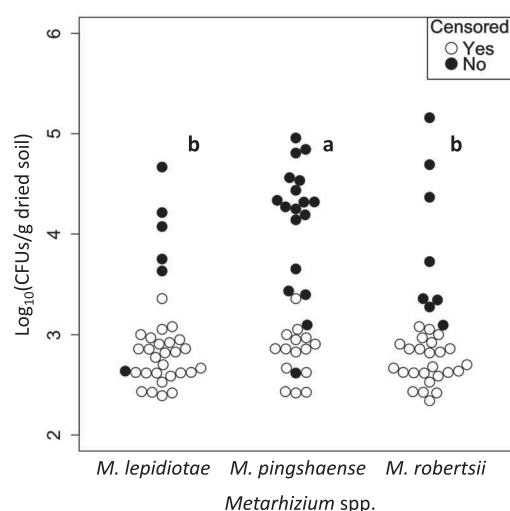 Censored
Yes
No
6
5
4
3
2
Log10(CFUs/g dried soil)
b
a
b
M. lepidiotae M. pingshaense M. robertsii
Metarhizium spp.